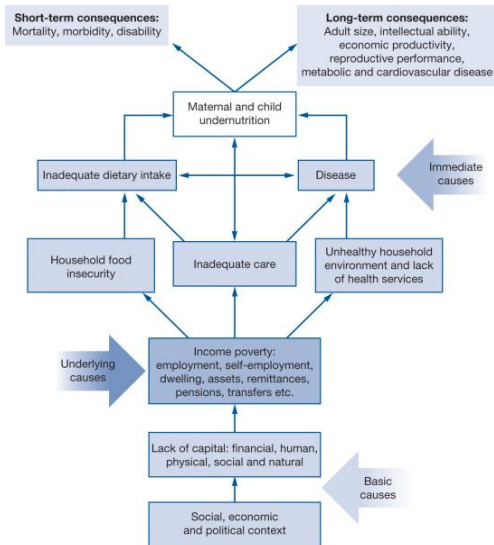 Short-term consequences:
Mortality, morbidity, disability
Long-term consequences:
Adult size, intellectual ability,
economic productivity,
reproductive performance,
metabolic and cardiovascular disease
Maternal and child
undernutrition
Inadequate dietary intake
Disease
Immediate
causes
Household food
insecurity
Inadequate care
Unhealthy household
environment and lack
of health services
Underlying
causes
Income poverty:
employment, self-employment,
dwelling, assets, remittances,
pensions, transfers etc.
Lack of capital: financial, human,
physical, social and natural
Basic
causes
Social, economic
and political context